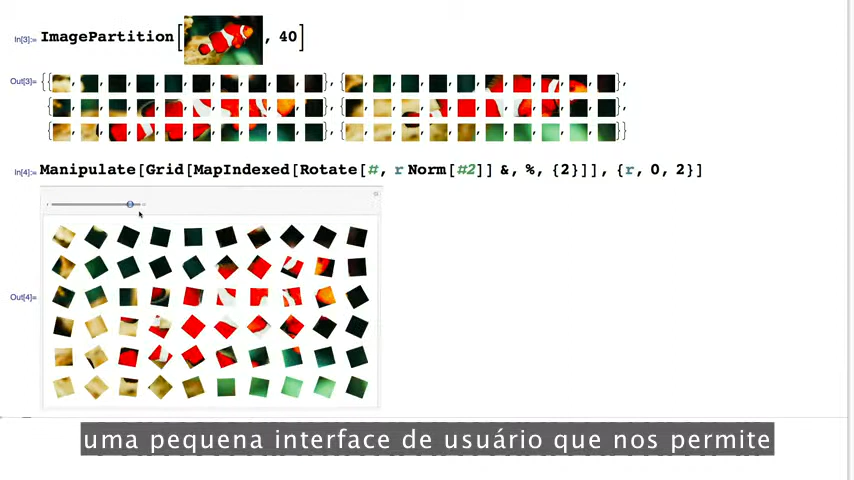 In[3]:= ImagePartition[ , 40]
Out[3]= {{ , , , , , , , , , }, { , , , , , , , , , },
{ , , , , , , , , , }, { , , , , , , , , , },
{ , , , , , , , , , }, { , , , , , , , , , }}
In[4]:= Manipulate[Grid[MapIndexed[Rotate[#, r Norm[#2]] &, %, {2}]], {r, 0, 2}]
r
Out[4]=
uma pequena interface de usuário que nos permite